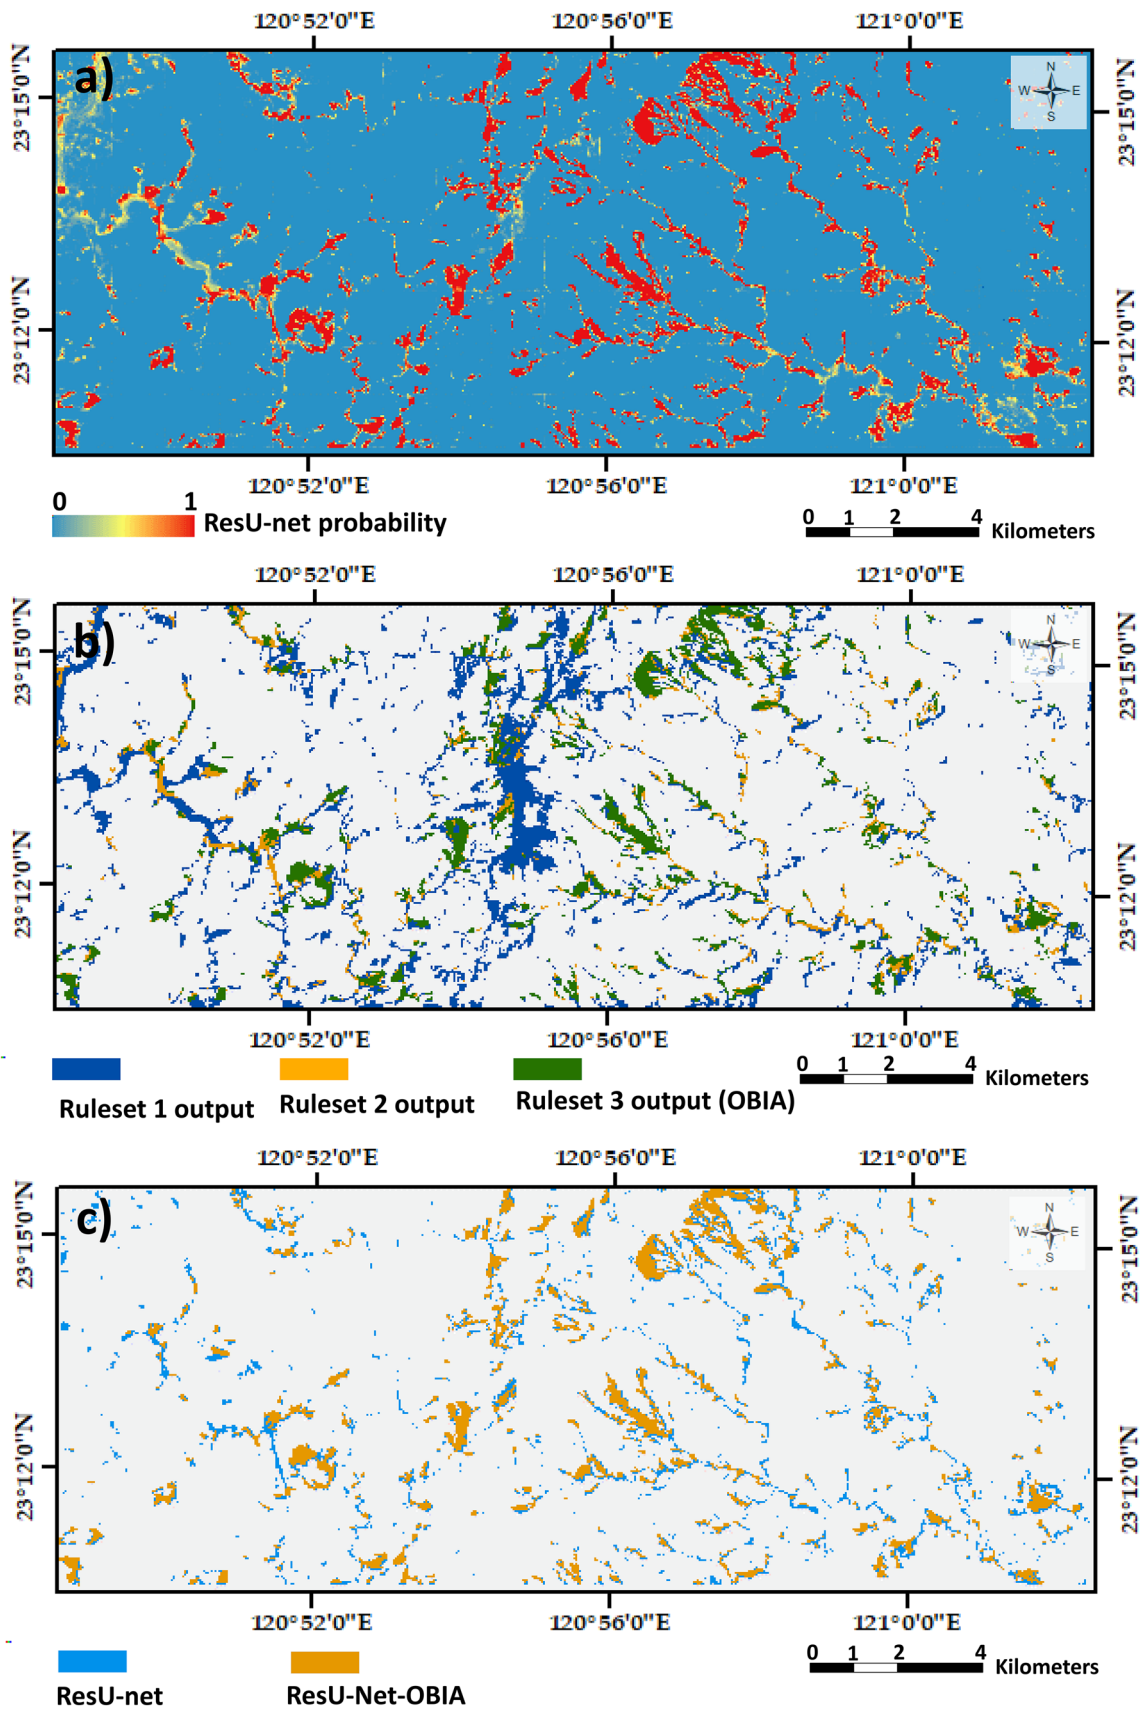 120°52'0"E 120°56'0"E 121°0'0"E
a)
N
W E
S
23°15'0"N
23°15'0"N
23°12'0"N
23°12'0"N
120°52'0"E 120°56'0"E 121°0'0"E
0 1
ResU-net probability
0 1 2 4
Kilometers
120°52'0"E 120°56'0"E 121°0'0"E
b)
N
W E
S
23°15'0"N
23°15'0"N
23°12'0"N
23°12'0"N
120°52'0"E 120°56'0"E 121°0'0"E
Ruleset 1 output
Ruleset 2 output
Ruleset 3 output (OBIA)
0 1 2 4
Kilometers
120°52'0"E 120°56'0"E 121°0'0"E
c)
N
W E
S
23°15'0"N
23°15'0"N
23°12'0"N
23°12'0"N
120°52'0"E 120°56'0"E 121°0'0"E
ResU-net
ResU-Net-OBIA
0 1 2 4
Kilometers